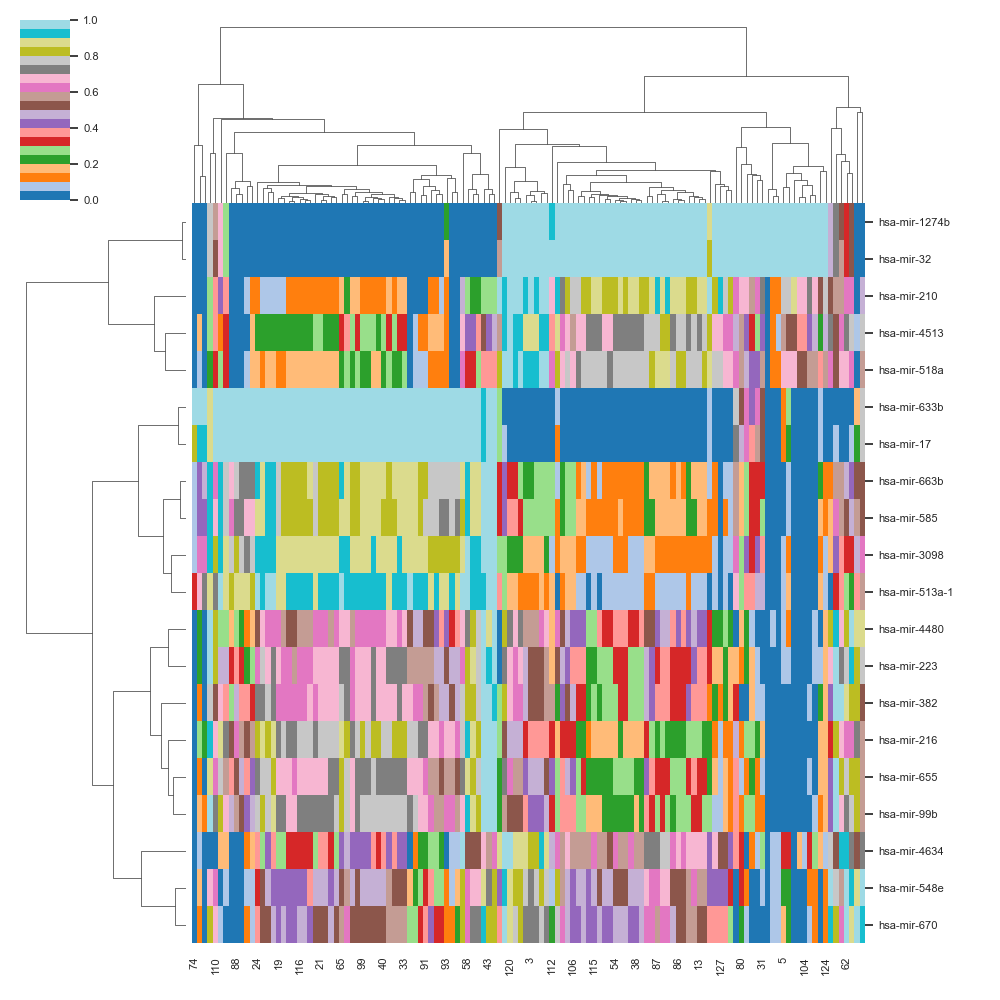 1.0
0.8
0.6
0.4
0.2
0.0
hsa-mir-1274b
hsa-mir-32
hsa-mir-210
hsa-mir-4513
hsa-mir-518a
hsa-mir-633b
hsa-mir-17
hsa-mir-663b
hsa-mir-585
hsa-mir-3098
hsa-mir-513a-1
hsa-mir-4480
hsa-mir-223
hsa-mir-382
hsa-mir-216
hsa-mir-655
hsa-mir-99b
hsa-mir-4634
hsa-mir-548e
hsa-mir-670
74 110 88 24 19 116 21 65 99 40 33 91 93 58 43 120 3 112 106 115 54 38 87 86 13 127 80 31 5 104 124 62